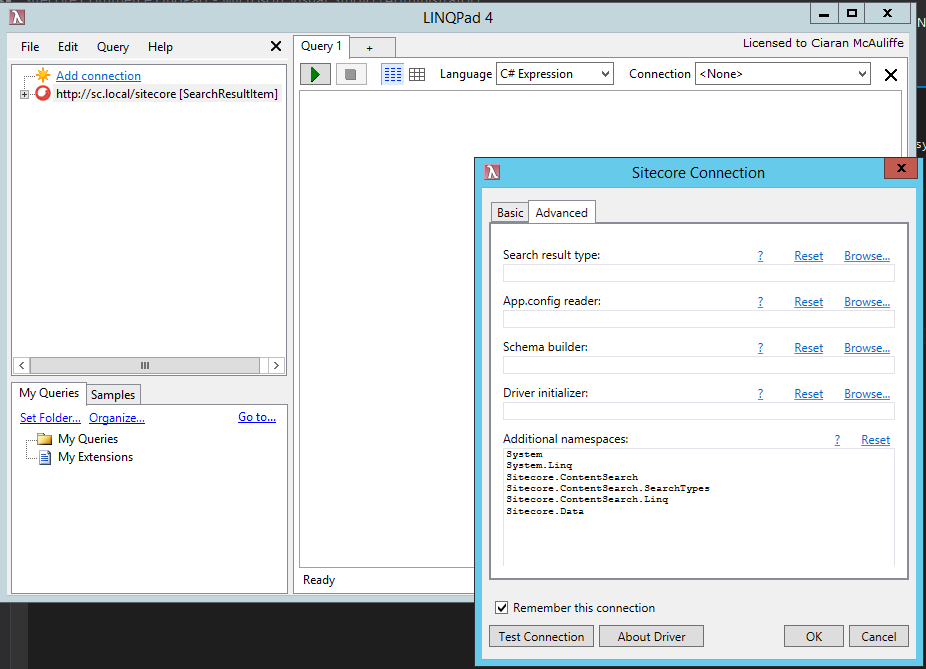 LINQPad 4
File Edit Query Help
Query 1 +
Licensed to Ciaran McAuliffe
Add connection
http://sc.local/sitecore [SearchResultItem]
Language C# Expression Connection <None>
My Queries Samples
Set Folder... Organize... Go to...
My Queries
My Extensions
Ready
Sitecore Connection
Basic Advanced
Search result type: ? Reset Browse...
App.config reader: ? Reset Browse...
Schema builder: ? Reset Browse...
Driver initializer: ? Reset Browse...
Additional namespaces: ? Reset
System
System.Linq
Sitecore.ContentSearch
Sitecore.ContentSearch.SearchTypes
Sitecore.ContentSearch.Linq
Sitecore.Data
Remember this connection
Test Connection About Driver OK Cancel